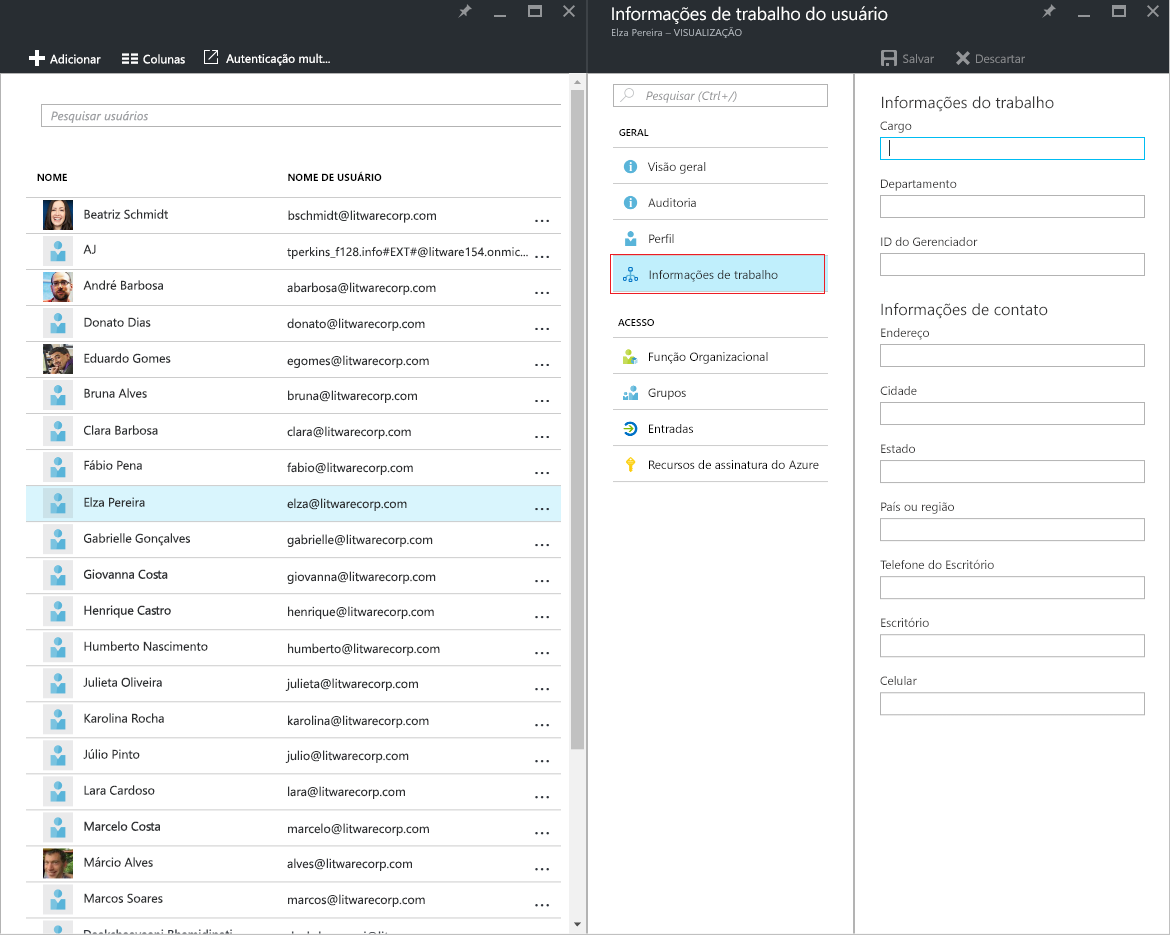 Adicionar Colunas Autenticação mult...
Pesquisar usuários
NOME NOME DE USUÁRIO
Beatriz Schmidt bschmidt@litwarecorp.com ...
AJ tperkins_f128.info#EXT#@litware154.onmic... ...
André Barbosa abarbosa@litwarecorp.com ...
Donato Dias donato@litwarecorp.com ...
Eduardo Gomes egomes@litwarecorp.com ...
Bruna Alves bruna@litwarecorp.com ...
Clara Barbosa clara@litwarecorp.com ...
Fábio Pena fabio@litwarecorp.com ...
Elza Pereira elza@litwarecorp.com ...
Gabrielle Gonçalves gabrielle@litwarecorp.com ...
Giovanna Costa giovanna@litwarecorp.com ...
Henrique Castro henrique@litwarecorp.com ...
Humberto Nascimento humberto@litwarecorp.com ...
Julieta Oliveira julieta@litwarecorp.com ...
Karolina Rocha karolina@litwarecorp.com ...
Júlio Pinto julio@litwarecorp.com ...
Lara Cardoso lara@litwarecorp.com ...
Marcelo Costa marcelo@litwarecorp.com ...
Márcio Alves alves@litwarecorp.com ...
Marcos Soares marcos@litwarecorp.com ...
Informações de trabalho do usuário
Elza Pereira – VISUALIZAÇÃO
Salvar Descartar
Pesquisar (Ctrl+/)
GERAL
Visão geral
Auditoria
Perfil
Informações de trabalho
ACESSO
Função Organizacional
Grupos
Entradas
Recursos de assinatura do Azure
Informações do trabalho
Cargo
Departamento
ID do Gerenciador
Informações de contato
Endereço
Cidade
Estado
País ou região
Telefone do Escritório
Escritório
Celular